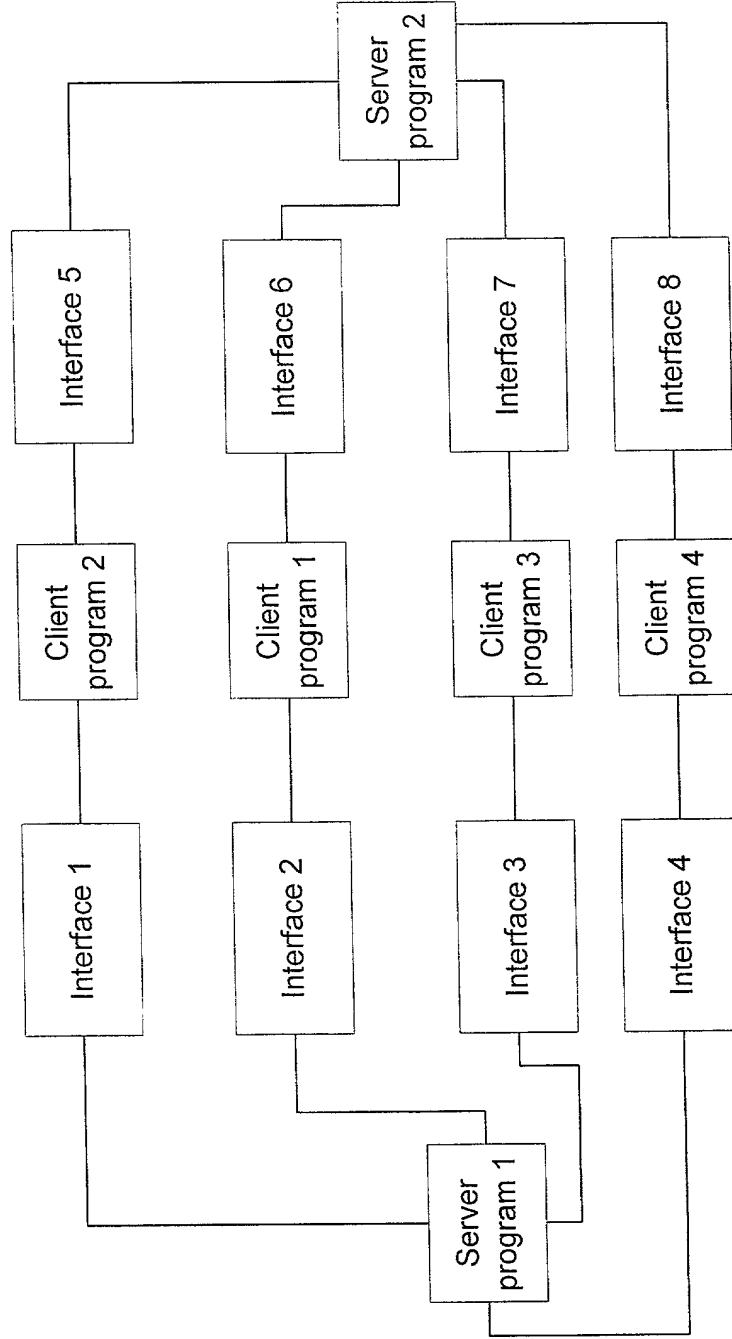 Server
program 1
Interface 1
Interface 2
Interface 3
Interface 4
Client
program 2
Client
program 1
Client
program 3
Client
program 4
Interface 5
Interface 6
Interface 7
Interface 8
Server
program 2